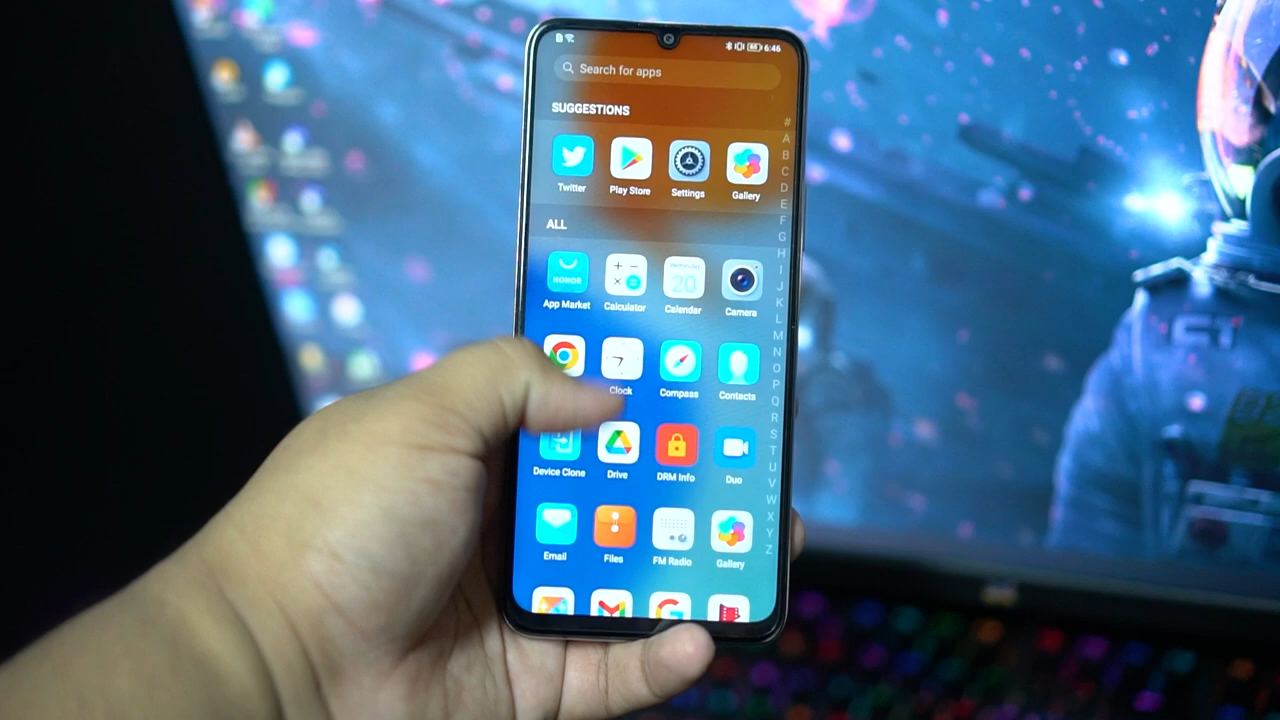 6:46
Search for apps
SUGGESTIONS
Twitter Play Store Settings Gallery
ALL
HONOR
Wednesday
20
App Market Calculator Calendar Camera
Clock Compass Contacts
Device Clone Drive DRM Info Duo
Email Files FM Radio Gallery
#
A
B
C
D
E
F
G
H
I
J
K
L
M
N
O
P
Q
R
S
T
U
V
W
X
Y
Z